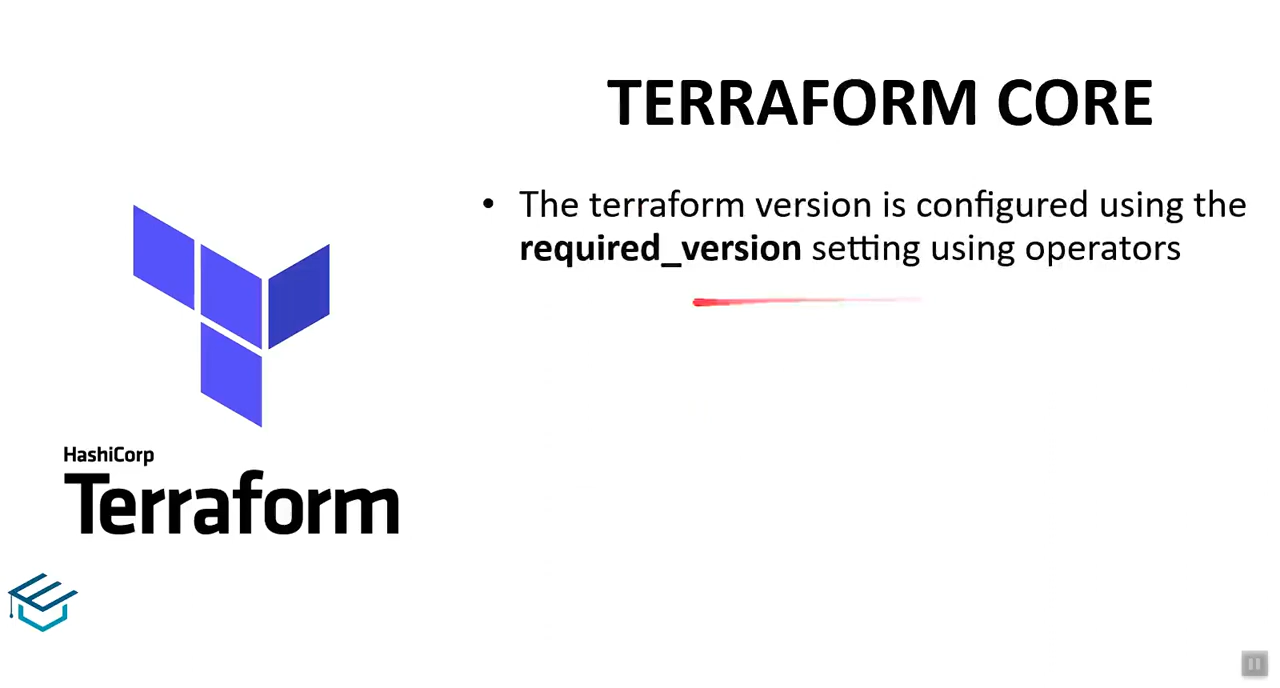 TERRAFORM CORE
• The terraform version is configured using the
required_version setting using operators
HashiCorp
Terraform